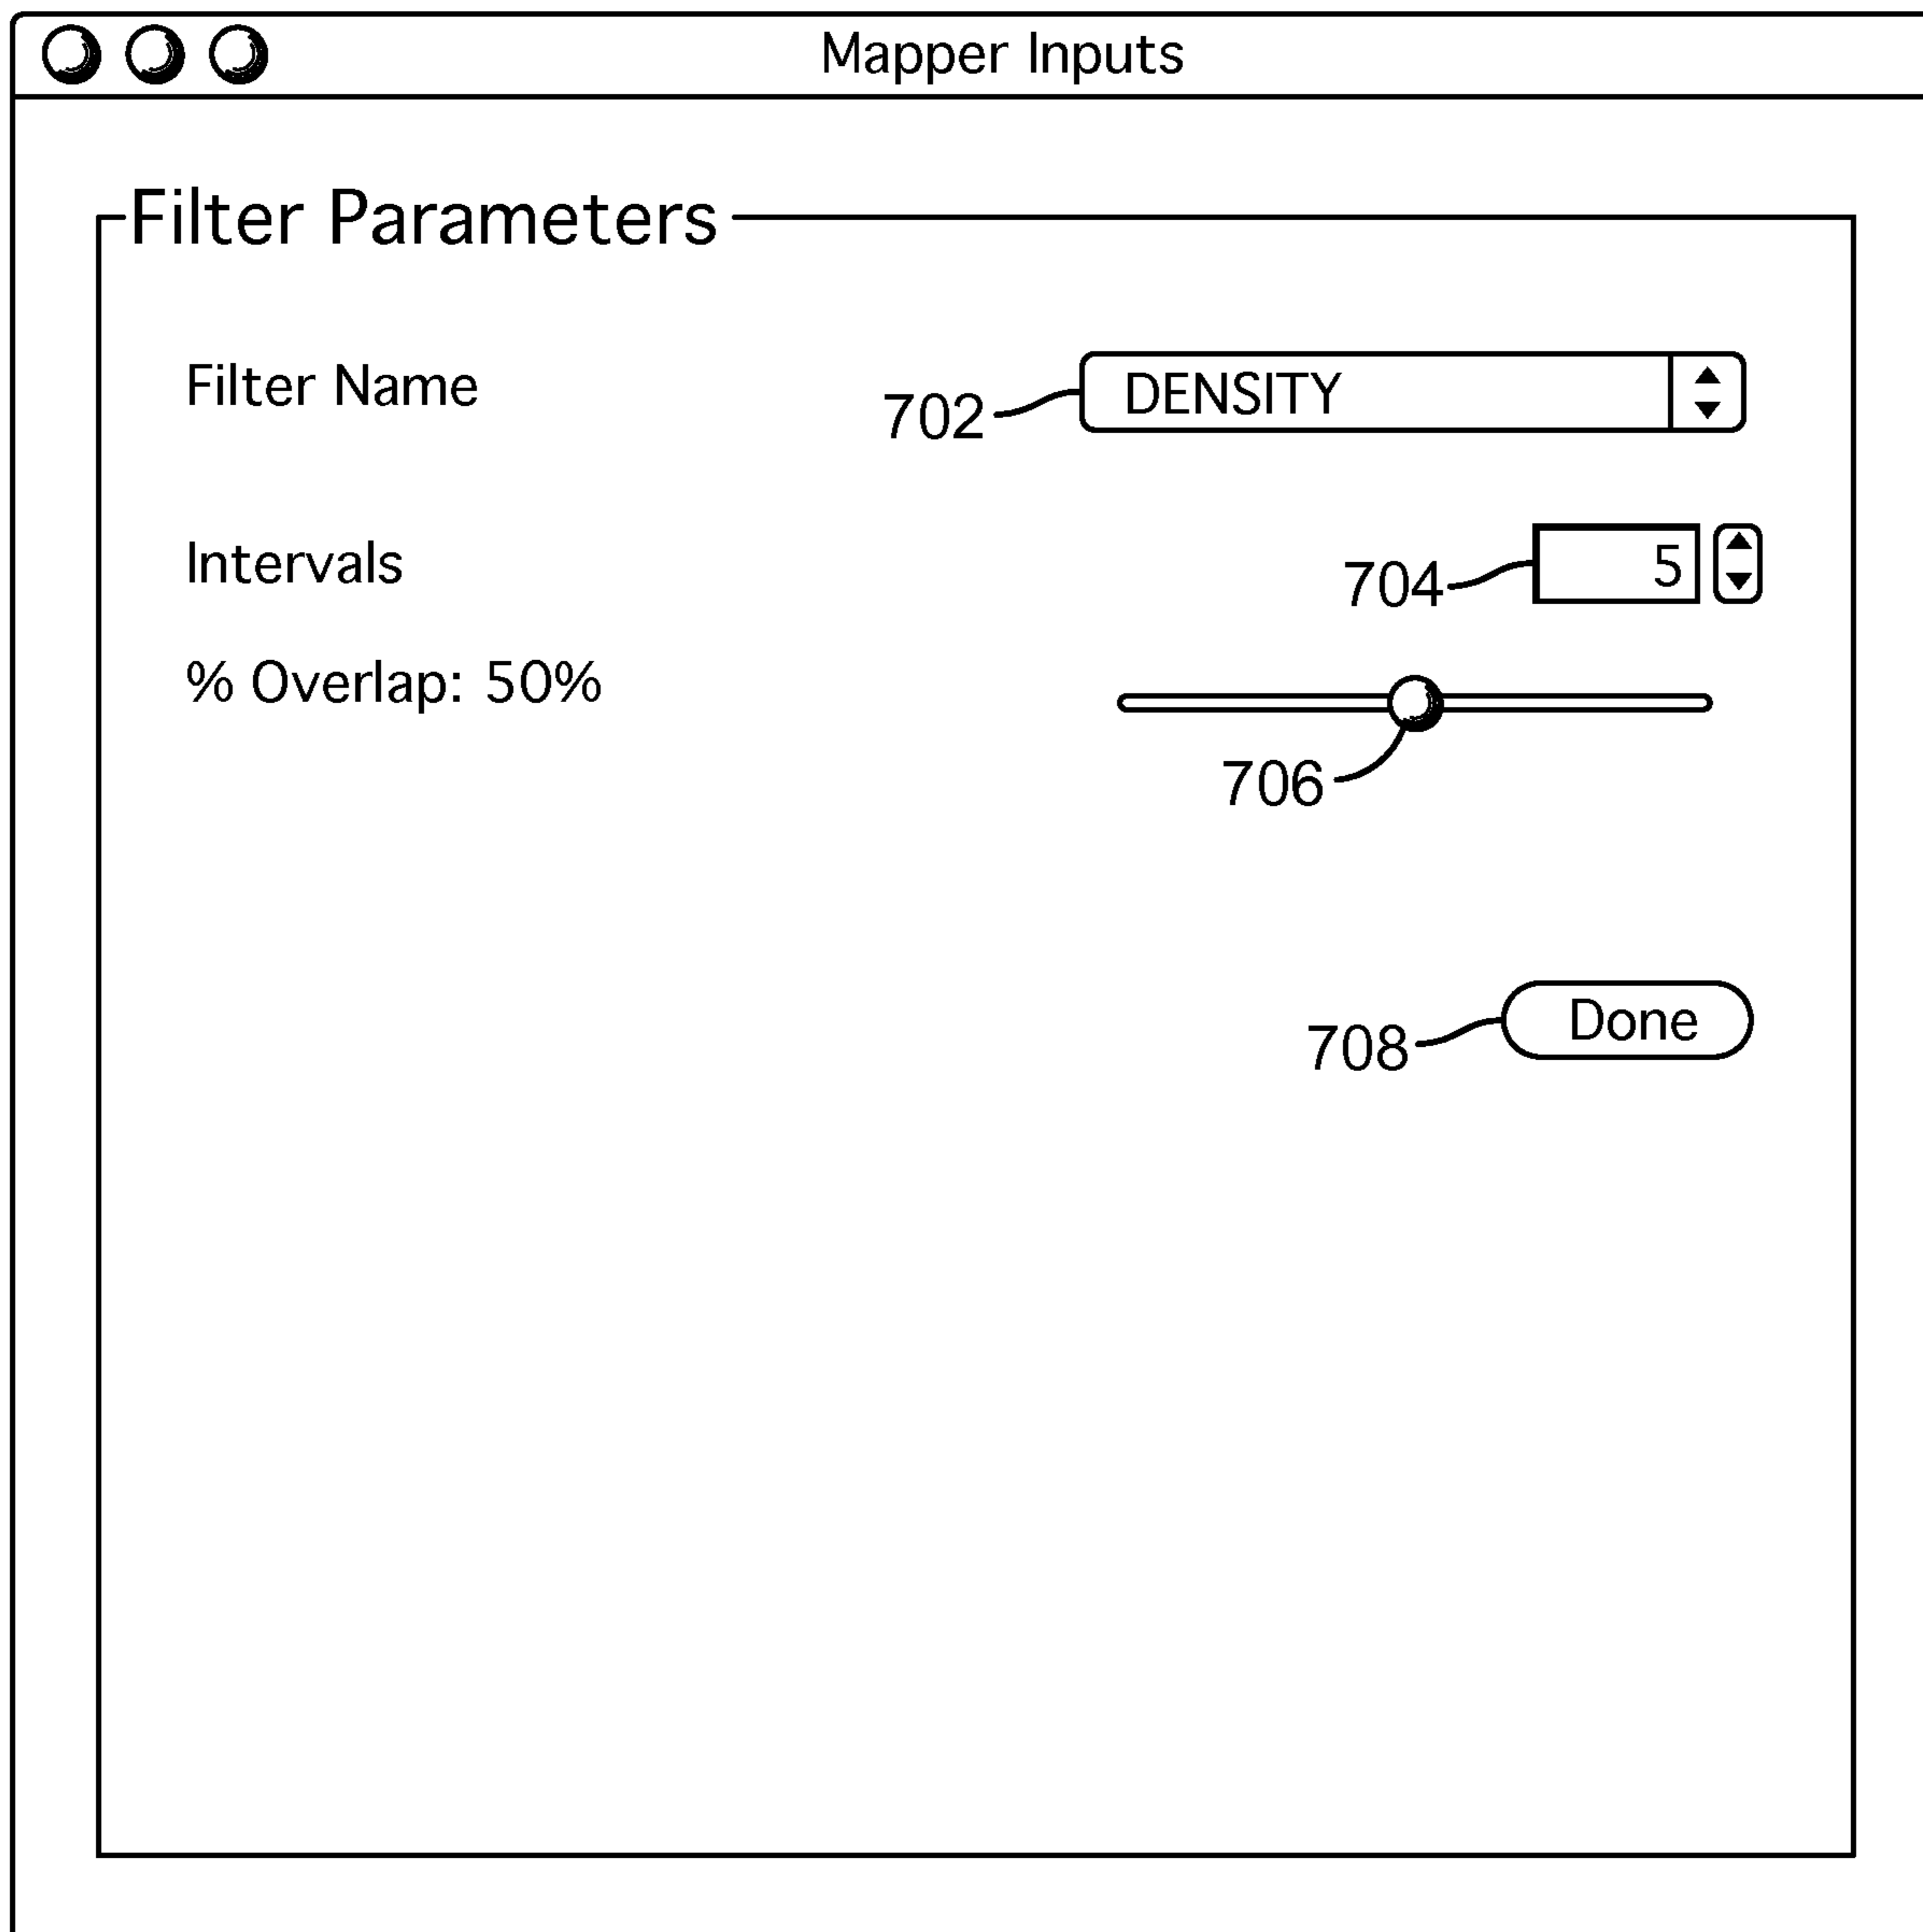 Mapper Inputs
Filter Parameters
Filter Name 702 DENSITY
Intervals 704 5
% Overlap: 50%
706
708 Done